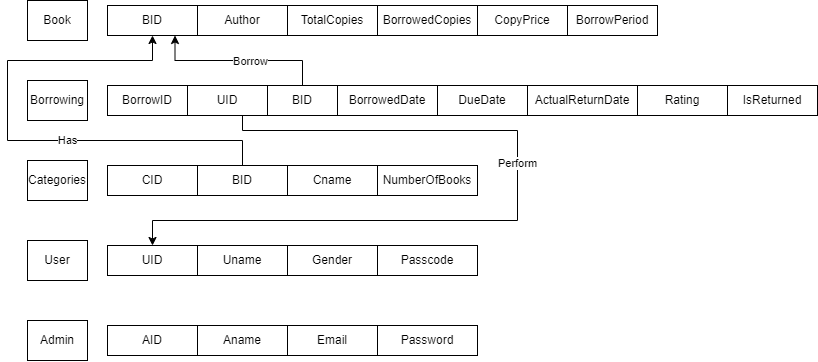 Book BID Author TotalCopies BorrowedCopies CopyPrice BorrowPeriod
Borrow
Borrowing BorrowID UID BID BorrowedDate DueDate ActualReturnDate Rating IsReturned
Has
Perform
Categories CID BID Cname NumberOfBooks
User UID Uname Gender Passcode
Admin AID Aname Email Password